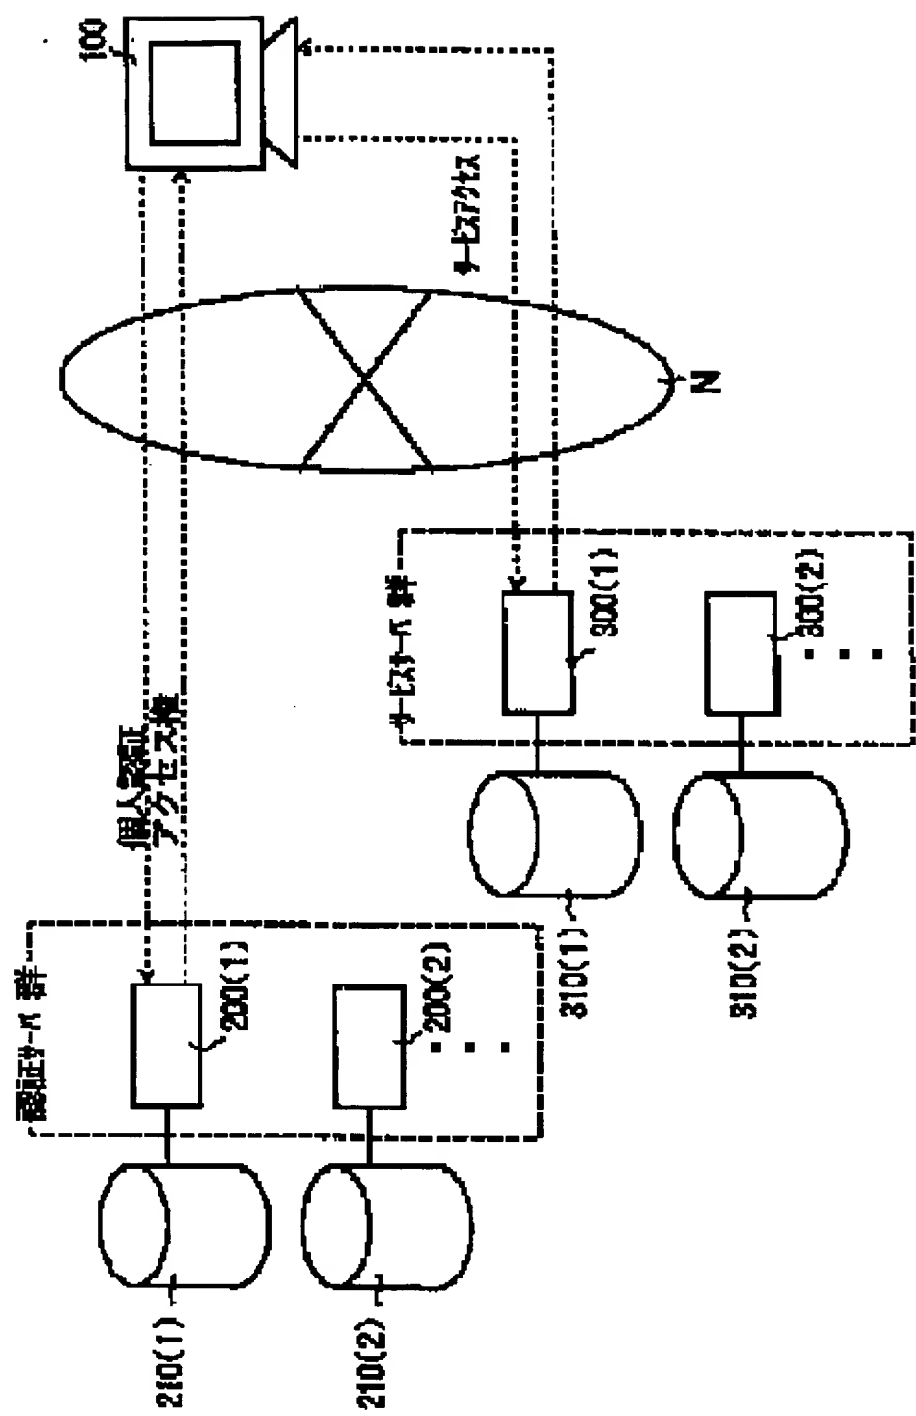 100
個人認証
アクセス権
サービスアクセス
N
認証サーバ群
200(1)
200(2)
210(1)
210(2)
サービスサーバ群
300(1)
300(2)
310(1)
310(2)